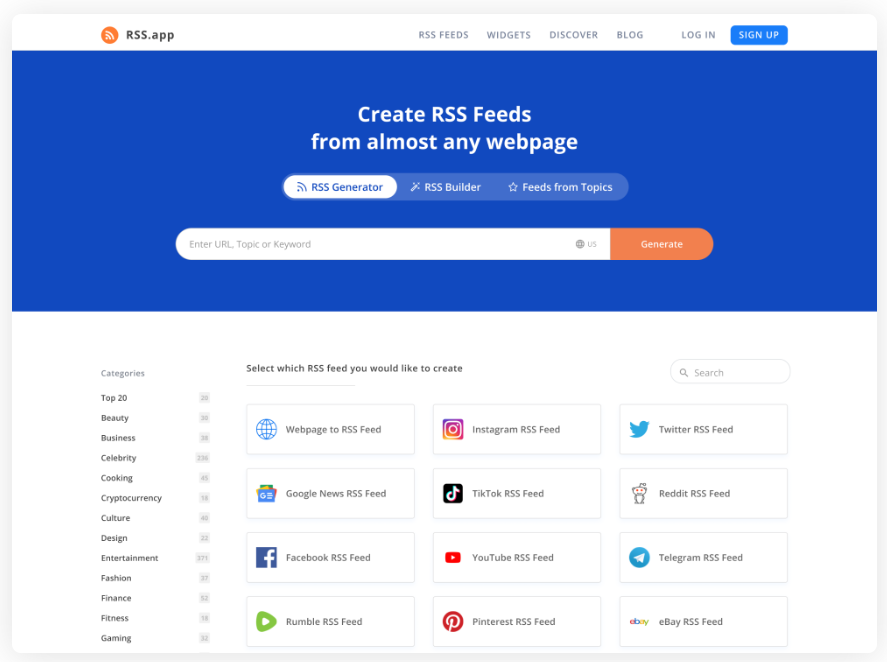 RSS.app
RSS FEEDS WIDGETS DISCOVER BLOG LOG IN SIGN UP
Create RSS Feeds
from almost any webpage
RSS Generator RSS Builder Feeds from Topics
Enter URL, Topic or Keyword US Generate
Categories
Top 20 20
Beauty 30
Business 38
Celebrity 236
Cooking 45
Cryptocurrency 16
Culture 40
Design 22
Entertainment 371
Fashion 37
Finance 52
Fitness 18
Gaming 32
Select which RSS feed you would like to create
Search
Webpage to RSS Feed Instagram RSS Feed Twitter RSS Feed
Google News RSS Feed TikTok RSS Feed Reddit RSS Feed
Facebook RSS Feed YouTube RSS Feed Telegram RSS Feed
Rumble RSS Feed Pinterest RSS Feed ebay eBay RSS Feed